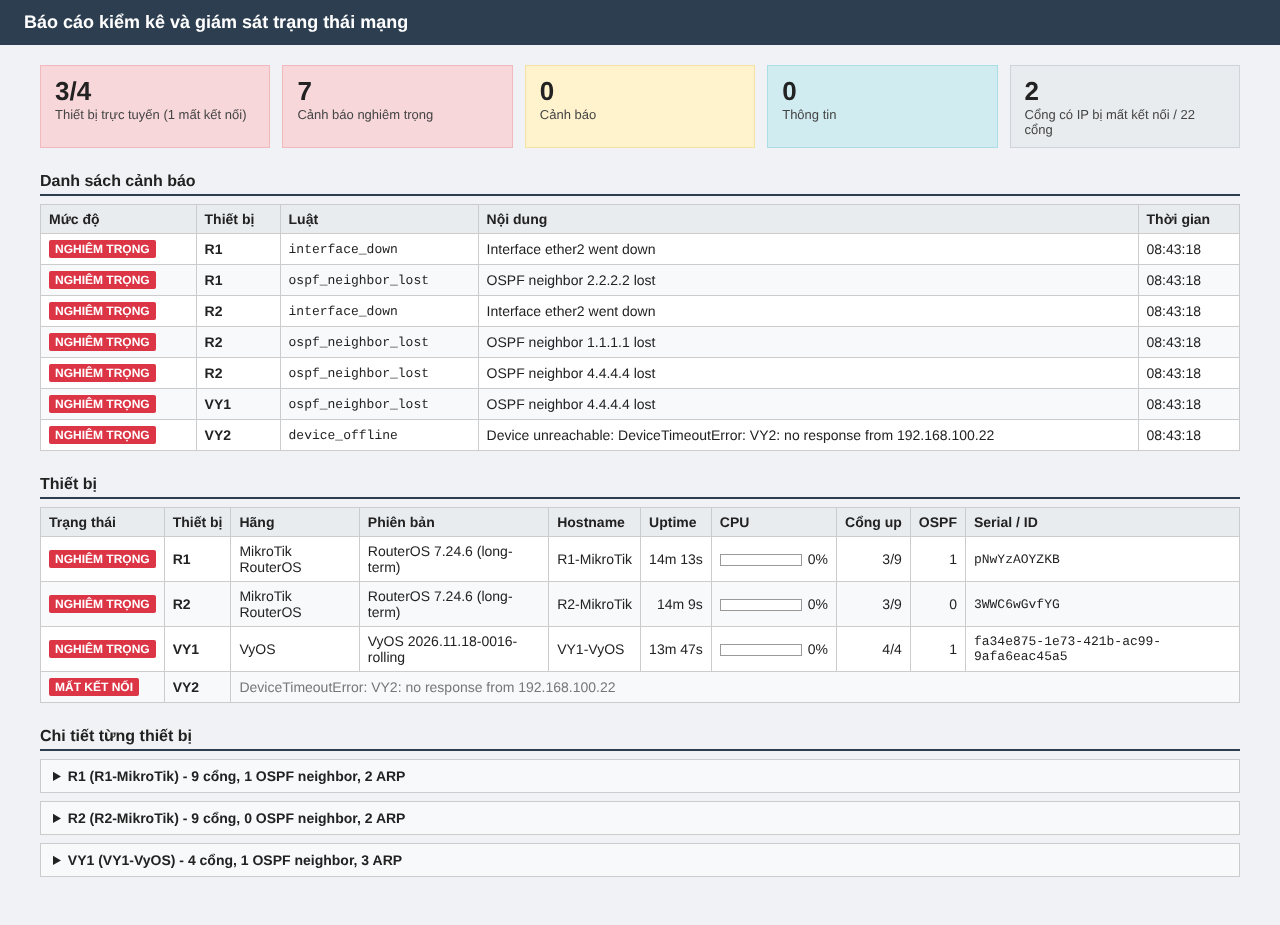 Báo cáo kiểm kê và giám sát trạng thái mạng
3/4
Thiết bị trực tuyến (1 mất kết nối)
7
Cảnh báo nghiêm trọng
0
Cảnh báo
0
Thông tin
2
Cổng có IP bị mất kết nối / 22
cổng
Danh sách cảnh báo
Mức độ Thiết bị Luật Nội dung Thời gian
NGHIÊM TRỌNG R1 interface_down Interface ether2 went down 08:43:18
NGHIÊM TRỌNG R1 ospf_neighbor_lost OSPF neighbor 2.2.2.2 lost 08:43:18
NGHIÊM TRỌNG R2 interface_down Interface ether2 went down 08:43:18
NGHIÊM TRỌNG R2 ospf_neighbor_lost OSPF neighbor 1.1.1.1 lost 08:43:18
NGHIÊM TRỌNG R2 ospf_neighbor_lost OSPF neighbor 4.4.4.4 lost 08:43:18
NGHIÊM TRỌNG VY1 ospf_neighbor_lost OSPF neighbor 4.4.4.4 lost 08:43:18
NGHIÊM TRỌNG VY2 device_offline Device unreachable: DeviceTimeoutError: VY2: no response from 192.168.100.22 08:43:18
Thiết bị
Trạng thái Thiết bị Hãng Phiên bản Hostname Uptime CPU Cổng up OSPF Serial / ID
NGHIÊM TRỌNG R1 MikroTik RouterOS RouterOS 7.24.6 (long-term) R1-MikroTik 14m 13s 0% 3/9 1 pNwYzAOYZKB
NGHIÊM TRỌNG R2 MikroTik RouterOS RouterOS 7.24.6 (long-term) R2-MikroTik 14m 9s 0% 3/9 0 3WWC6wGvfYG
NGHIÊM TRỌNG VY1 VyOS VyOS 2026.11.18-0016-rolling VY1-VyOS 13m 47s 0% 4/4 1 fa34e875-1e73-421b-ac99-9afa6eac45a5
MẤT KẾT NỐI VY2 DeviceTimeoutError: VY2: no response from 192.168.100.22
Chi tiết từng thiết bị
R1 (R1-MikroTik) - 9 cổng, 1 OSPF neighbor, 2 ARP
R2 (R2-MikroTik) - 9 cổng, 0 OSPF neighbor, 2 ARP
VY1 (VY1-VyOS) - 4 cổng, 1 OSPF neighbor, 3 ARP